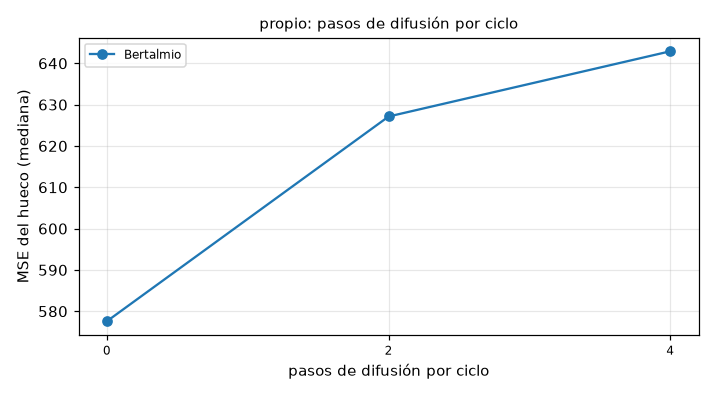 propio: pasos de difusión por ciclo
Bertalmio
MSE del hueco (mediana)
640
630
620
610
600
590
580
0
2
4
pasos de difusión por ciclo